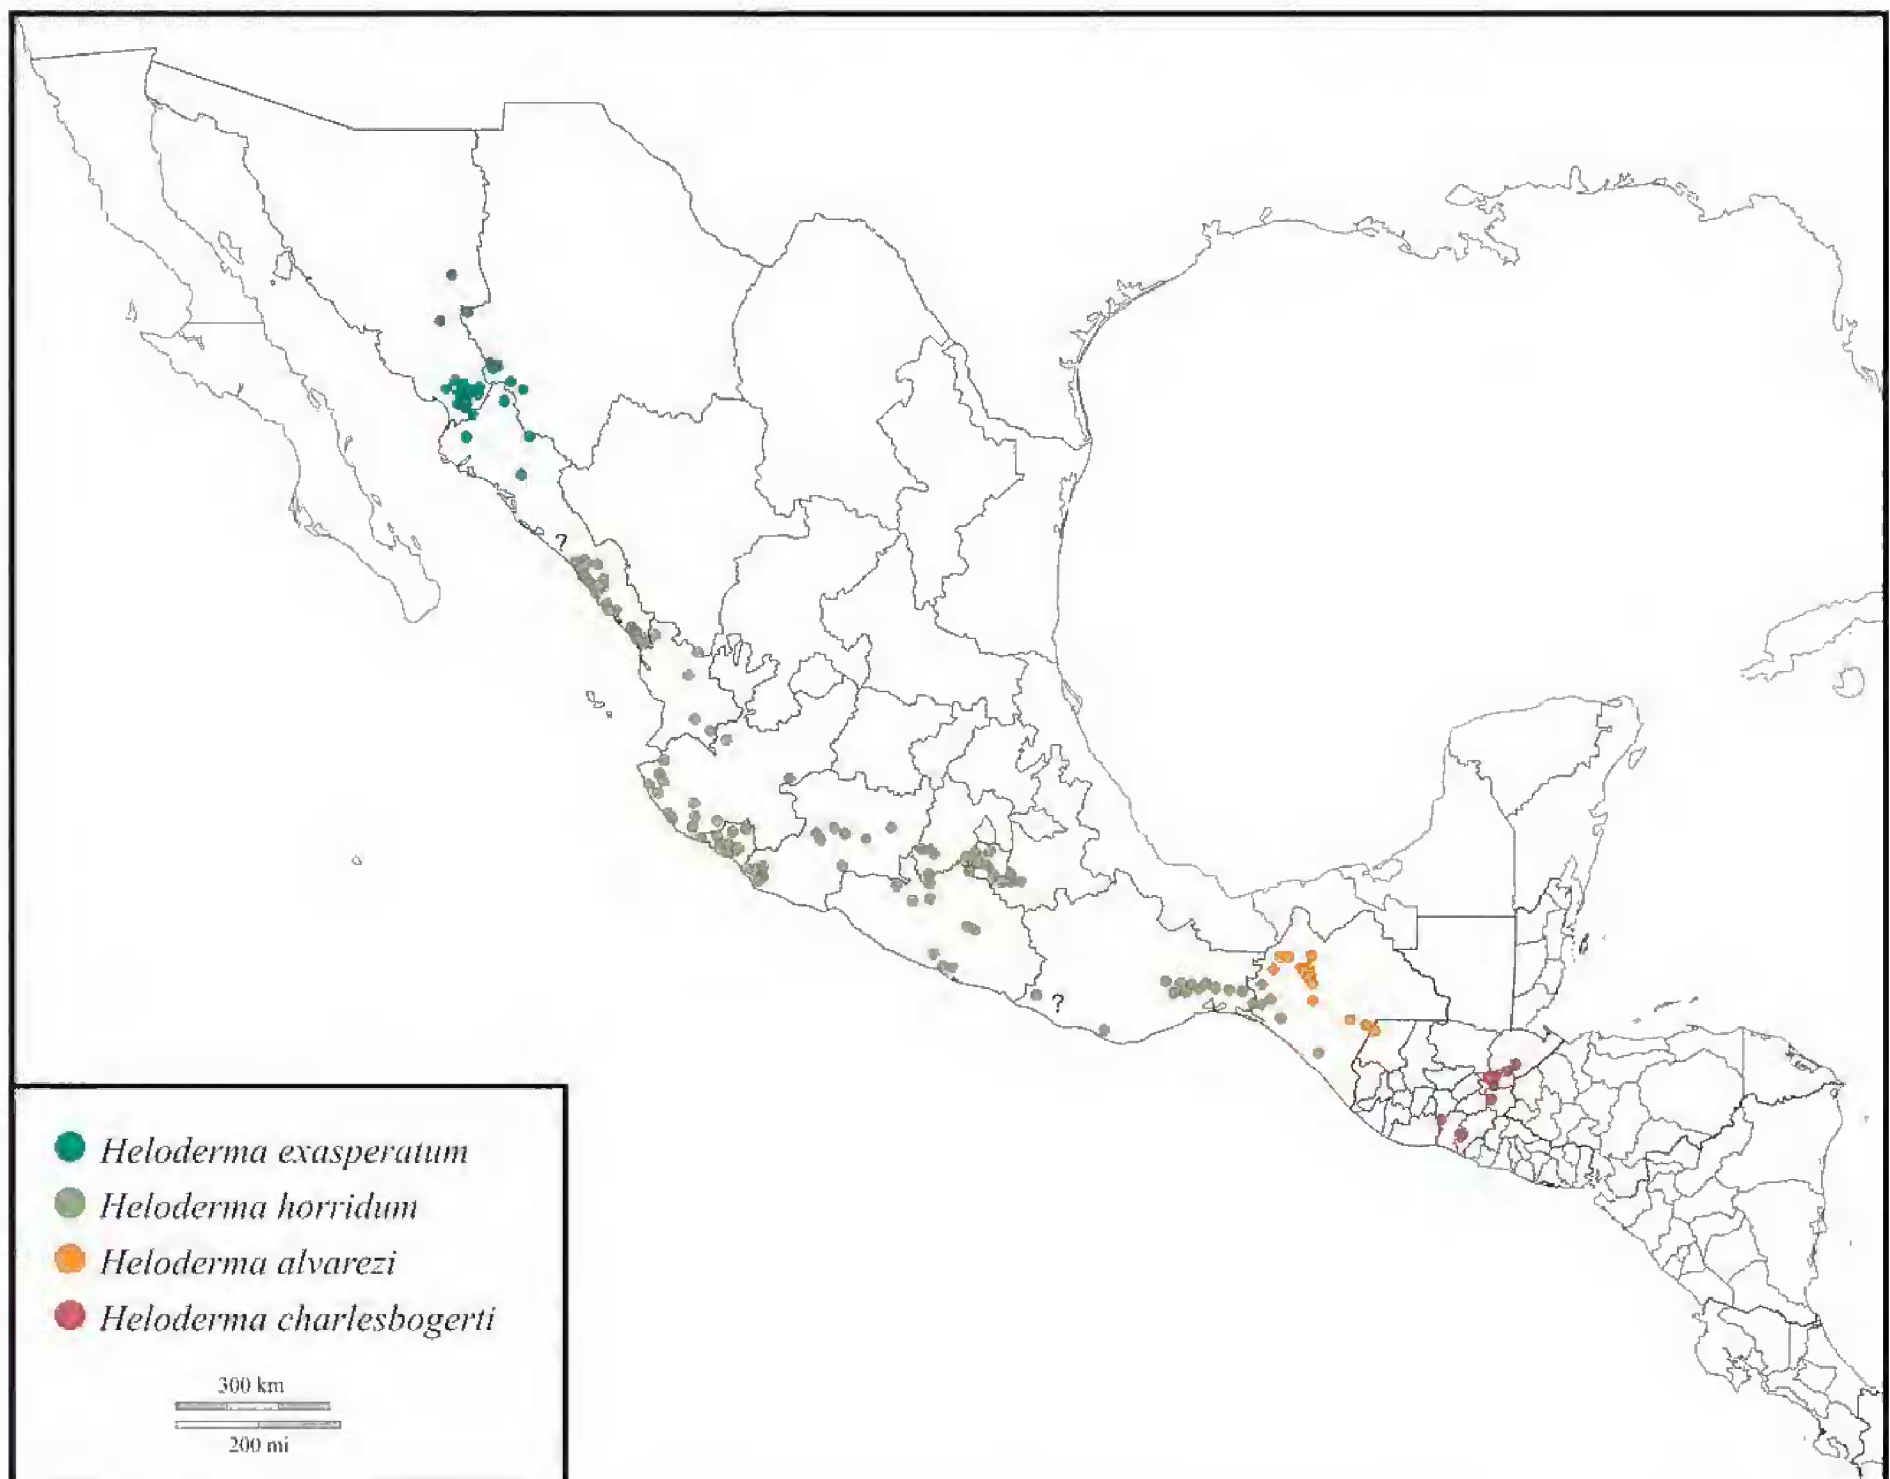 ?
?
Heloderma exasperatum
Heloderma horridum
Heloderma alvarezi
Heloderma charlesbogerti
300 km
200 mi